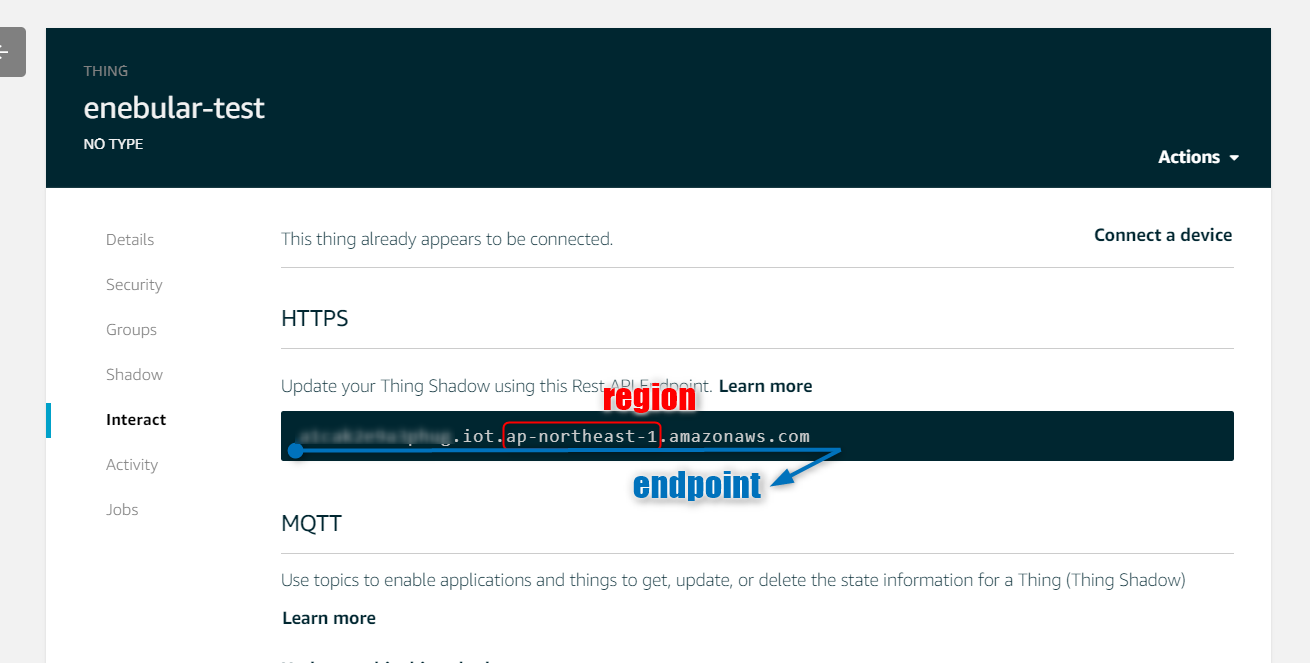 THING
enebular-test
NO TYPE
Actions
Details
Security
Groups
Shadow
Interact
Activity
Jobs
This thing already appears to be connected.
Connect a device
HTTPS
Update your Thing Shadow using this Rest API Endpoint. Learn more
region
.iot.ap-northeast-1.amazonaws.com
endpoint
MQTT
Use topics to enable applications and things to get, update, or delete the state information for a Thing (Thing Shadow)
Learn more